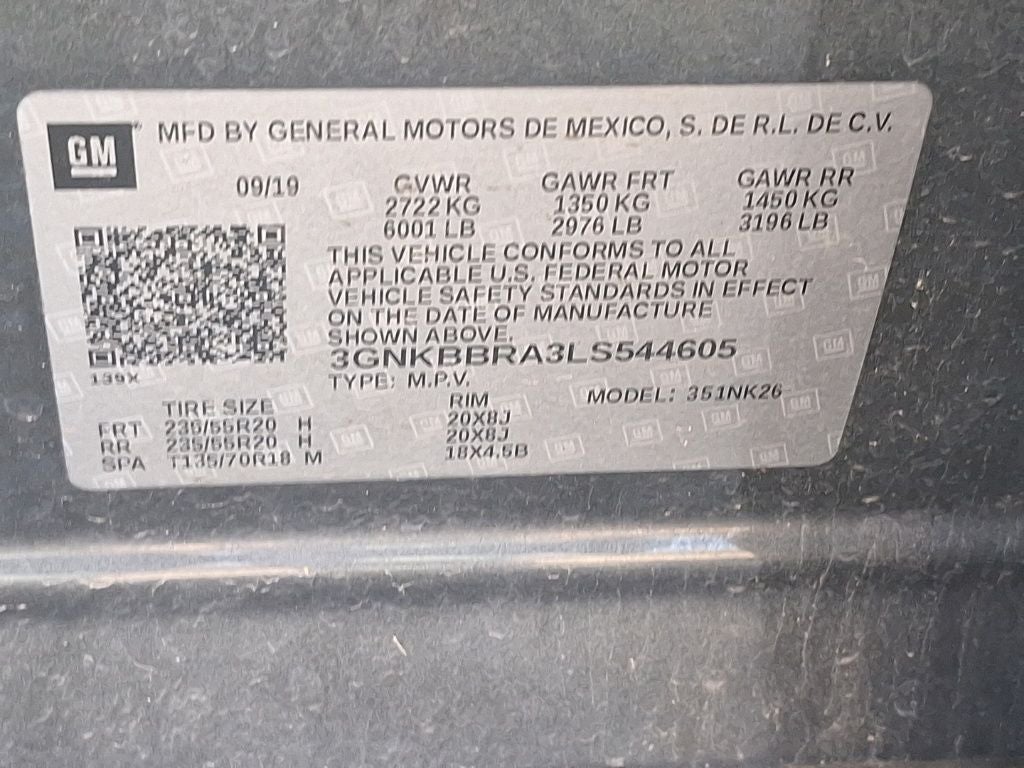 GM
MFD BY GENERAL MOTORS DE MEXICO, S. DE R.L. DE C.V.
09/19 GVWR GAWR FRT GAWR RR
2722 KG 1350 KG 1450 KG
6001 LB 2976 LB 3196 LB
THIS VEHICLE CONFORMS TO ALL
APPLICABLE U.S. FEDERAL MOTOR
VEHICLE SAFETY STANDARDS IN EFFECT
ON THE DATE OF MANUFACTURE
SHOWN ABOVE.
3GNKBBRA3LS544605
139X
TYPE: M.P.V. MODEL: 351NK26
TIRE SIZE RIM
FRT 235/55R20 H 20X8J
RR 235/55R20 H 20X8J
SPA T135/70R18 M 18X4.5B